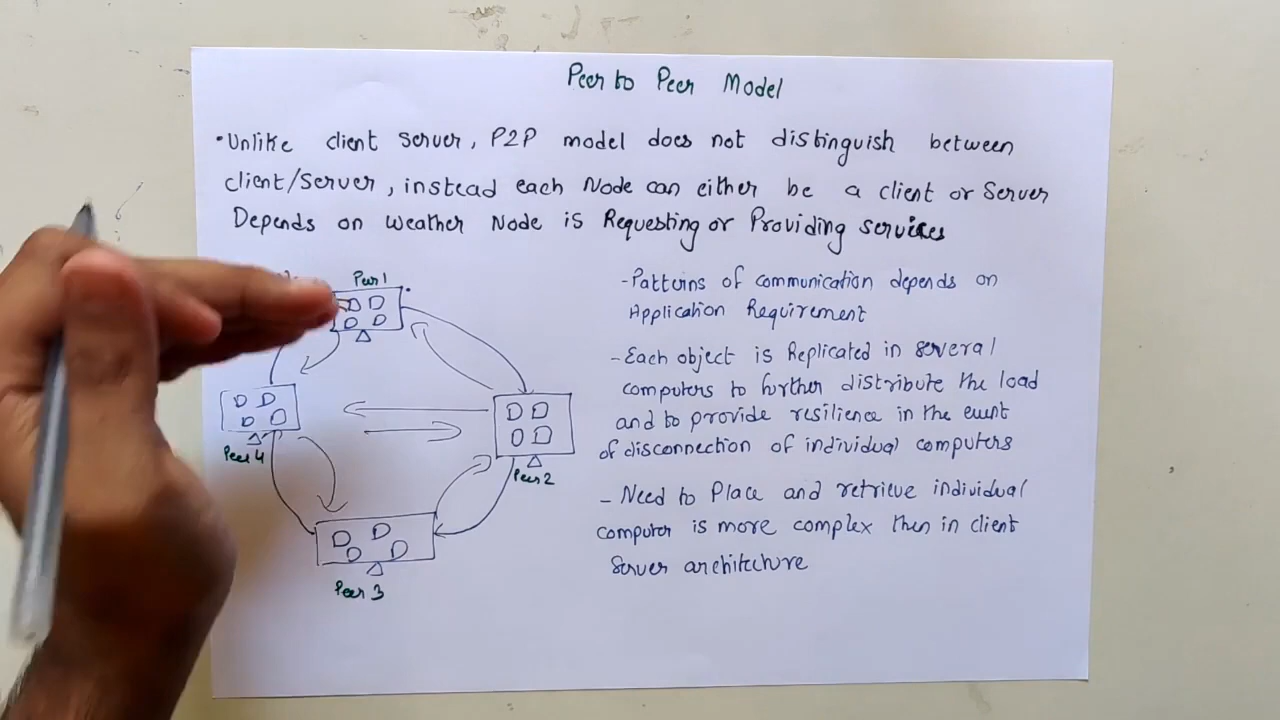 Peer to Peer Model
•Unlike client server, P2P model does not distinguish between
client/server, instead each Node can either be a client or Server
Depends on weather Node is Requesting or Providing services
Peer 1
Peer 4
Peer 2
Peer 3
-Patterns of communication depends on
Application Requirement
-Each object is Replicated in several
computers to further distribute the load
and to provide resilience in the event
of disconnection of individual computers
- Need to Place and retrieve individual
computer is more complex then in client
Server architecture